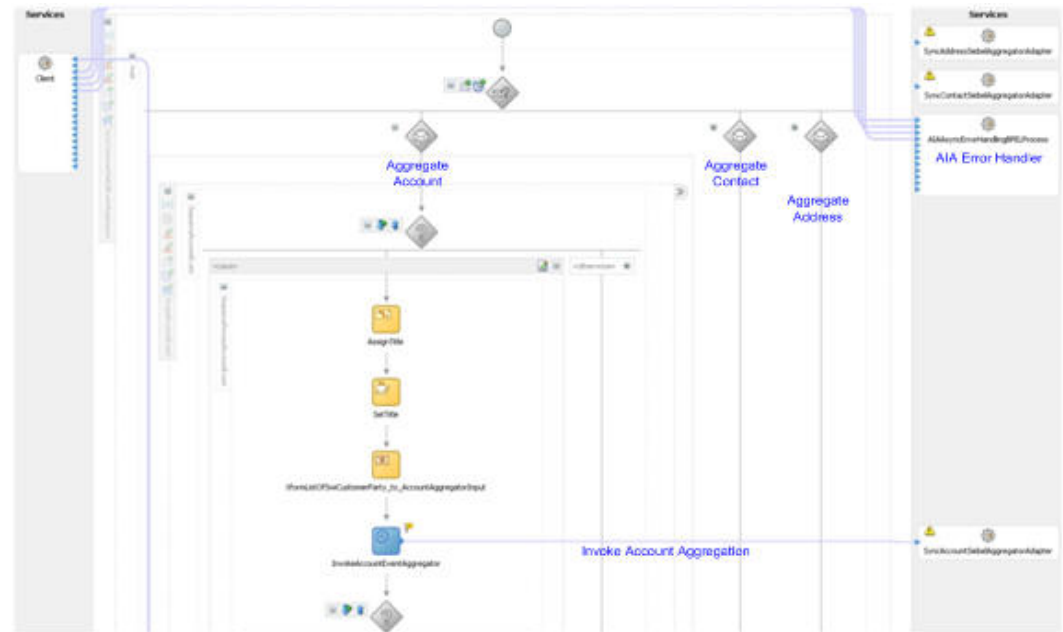 Services
Client
Services
SyncAddressSiebelAggregatorAdapter
SyncContactSiebelAggregatorAdapter
AIAAsyncErrorHandlingBPELProcess
AIA Error Handler
Aggregate
Account
Aggregate
Contact
Aggregate
Address
AssignTitle
SetTitle
XformListOfSwiCustomerParty_to_AccountAggregatorInput
InvokeAccountEventAggregator
Invoke Account Aggregation
SyncAccountSiebelAggregatorAdapter